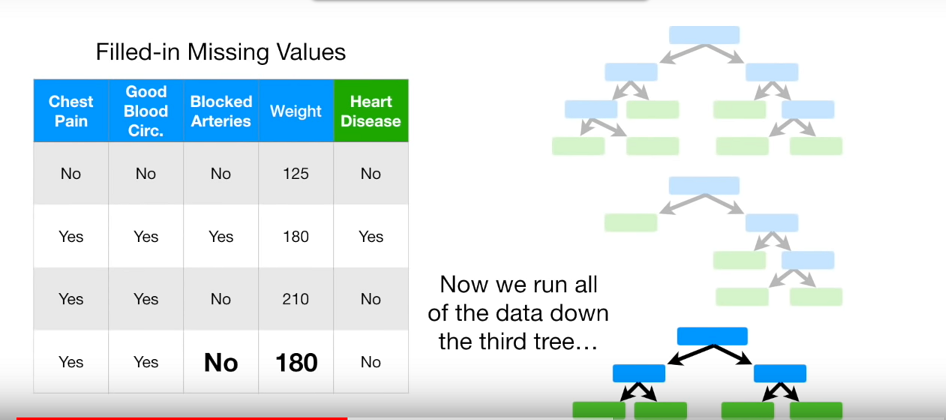 Filled-in Missing Values
Chest Pain
Good Blood Circ.
Blocked Arteries
Weight
Heart Disease
No No No 125 No
Yes Yes Yes 180 Yes
Yes Yes No 210 No
Yes Yes No 180 No
Now we run all
of the data down
the third tree...